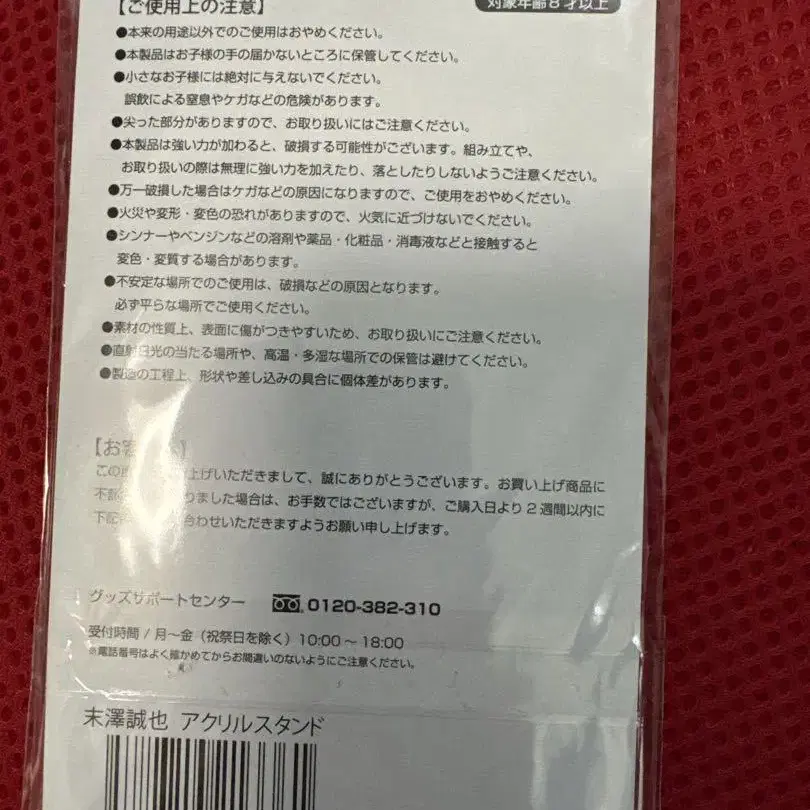 【ご使用上の注意】
対象年齢8才以上
●本来の用途以外でのご使用はおやめください。
●本製品はお子様の手の届かないところに保管してください。
●小さなお子様には絶対に与えないでください。
誤飲による窒息やケガなどの危険があります。
●尖った部分がありますので、お取り扱いにはご注意ください。
●本製品は強い力が加わると、破損する可能性がございます。組み立てや、
お取り扱いの際は無理に強い力を加えたり、落としたりしないようご注意ください。
●万一破損した場合はケガなどの原因になりますので、ご使用をおやめください。
●火災や変形・変色の恐れがありますので、火気に近づけないでください。
●シンナーやベンジンなどの溶剤や薬品・化粧品・消毒液などと接触すると
変色・変質する場合があります。
●不安定な場所でのご使用は、破損などの原因となります。
必ず平らな場所でご使用ください。
●素材の性質上、表面に傷がつきやすいため、お取り扱いにご注意ください。
●直射日光の当たる場所や、高温・多湿な場所での保管は避けてください。
●製造の工程上、形状や差し込みの具合に個体差があります。
【お客
この度 上げいただきまして、誠にありがとうございます。お買い上げ商品に
不 りました場合は、お手数ではございますが、ご購入日より2週間以内に
下記 合わせいただきますようお願い申し上げます。
グッズサポートセンター 0120-382-310
受付時間 / 月～金（祝祭日を除く）10:00～18:00
※電話番号はよく確かめてからお間違いのないようにご注意ください。
末澤誠也 アクリルスタンド